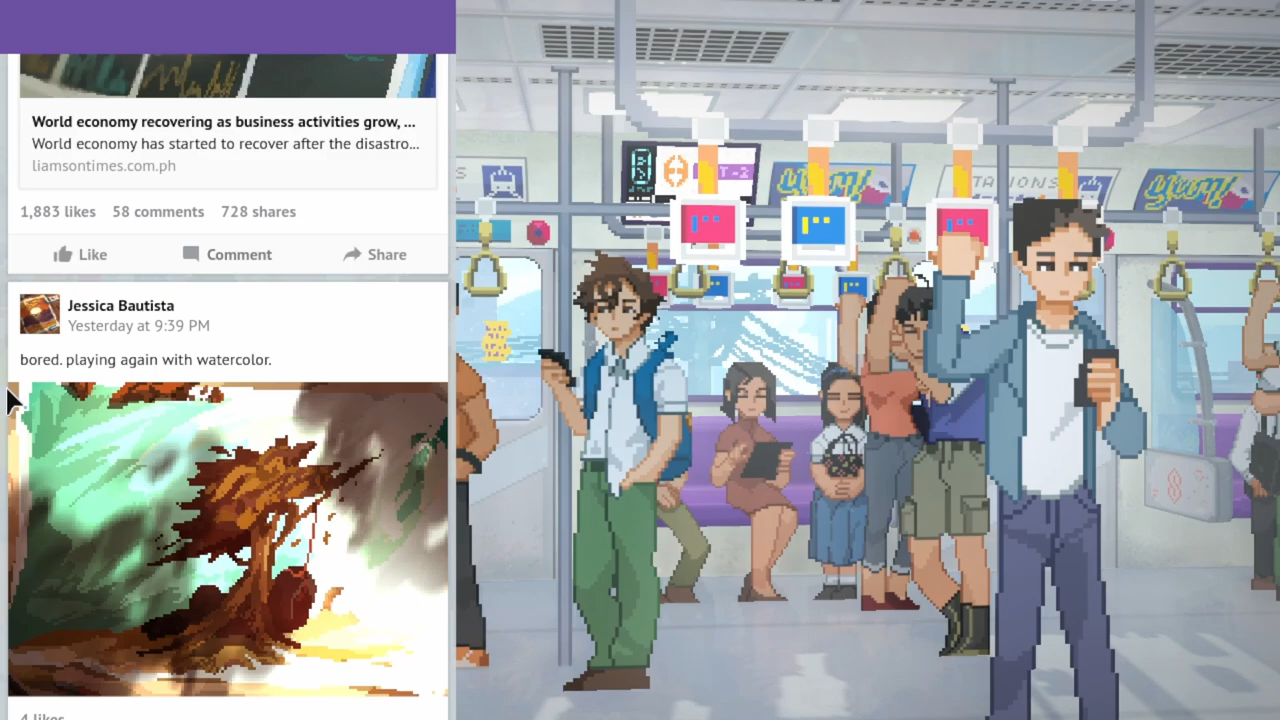 World economy recovering as business activities grow, ...
World economy has started to recover after the disastro...
liamsontimes.com.ph
1,883 likes 58 comments 728 shares
Like Comment Share
Jessica Bautista
Yesterday at 9:39 PM
bored. playing again with watercolor.
4 likes
yum!
yum!